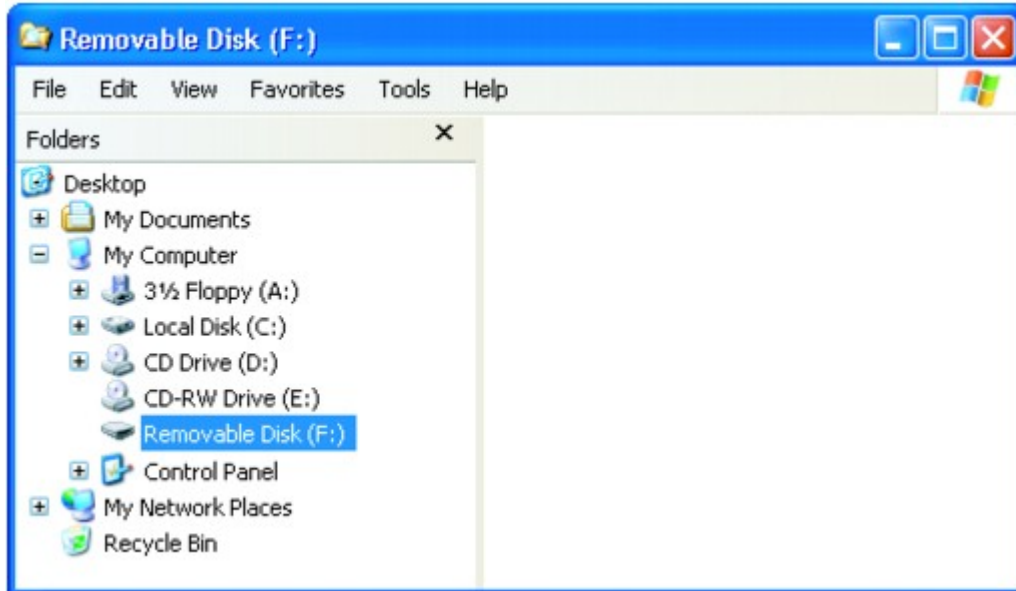 Removable Disk (F:)
File Edit View Favorites Tools Help
Folders
Desktop
My Documents
My Computer
3½ Floppy (A:)
Local Disk (C:)
CD Drive (D:)
CD-RW Drive (E:)
Removable Disk (F:)
Control Panel
My Network Places
Recycle Bin